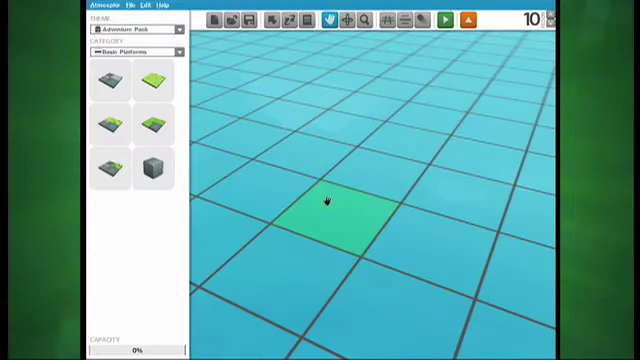 Atmosphir File Edit Help
THEME
Adventure Pack
CATEGORY
Basic Platforms
10
CAPACITY
0%